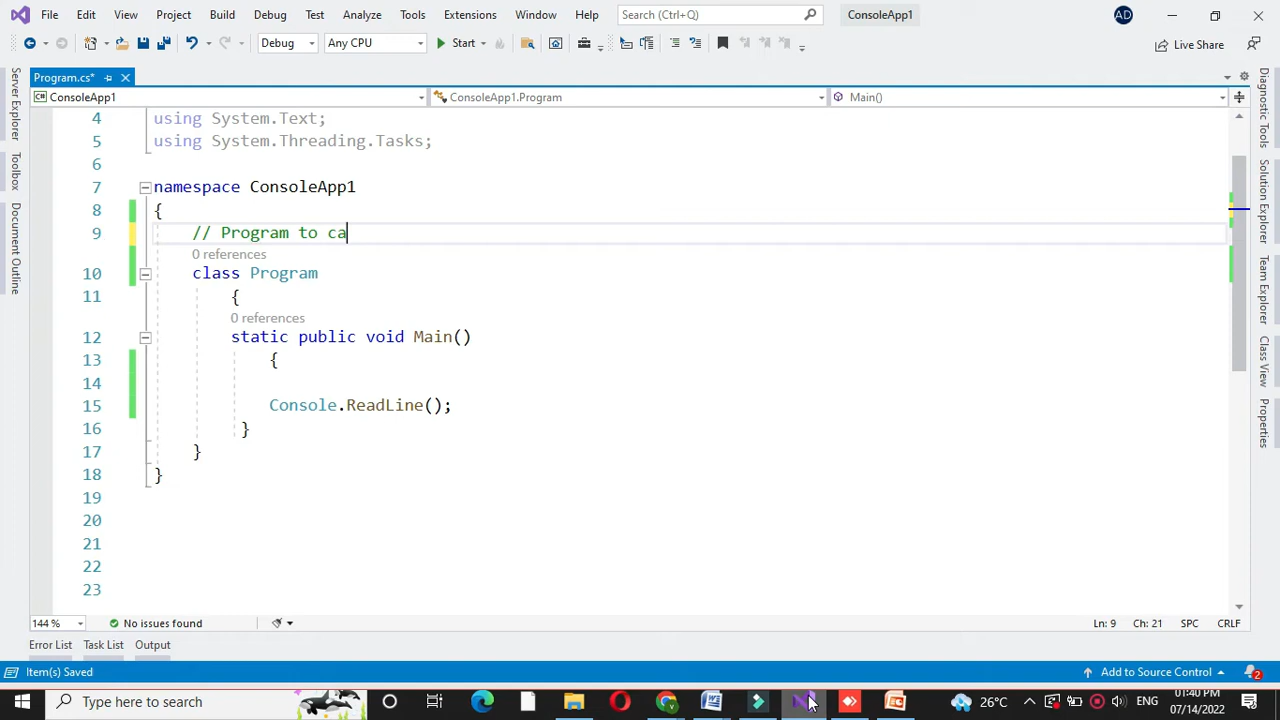 File Edit View Project Build Debug Test Analyze Tools Extensions Window Help Search (Ctrl+Q) ConsoleApp1 AD
Debug Any CPU Start Live Share
Program.cs*
ConsoleApp1 ConsoleApp1.Program Main()
Server Explorer
Toolbox
Document Outline
4 using System.Text;
5 using System.Threading.Tasks;
6
7 namespace ConsoleApp1
8 {
9 // Program to ca
0 references
10 class Program
11 {
0 references
12 static public void Main()
13 {
14
15 Console.ReadLine();
16 }
17 }
18 }
19
20
21
22
23
Diagnostic Tools
Solution Explorer
Team Explorer
Class View
Properties
144 % No issues found Ln: 9 Ch: 21 SPC CRLF
Error List Task List Output
Item(s) Saved Add to Source Control 2
Type here to search 26°C ENG 01:40 PM
07/14/2022